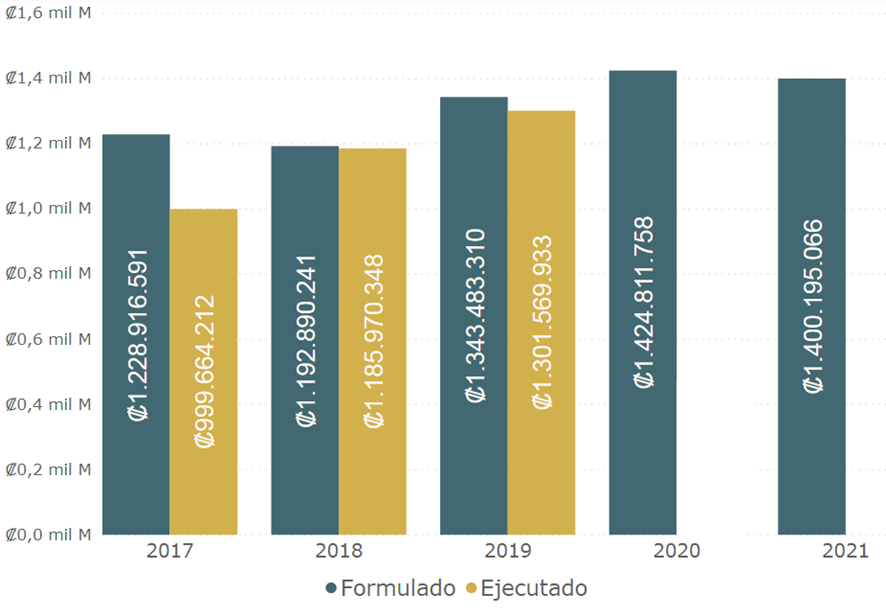 ₡1,6 mil M
₡1,4 mil M
₡1,2 mil M
₡1,0 mil M
₡0,8 mil M
₡0,6 mil M
₡0,4 mil M
₡0,2 mil M
₡0,0 mil M
₡1.228.916.591
₡999.664.212
₡1.192.890.241
₡1.185.970.348
₡1.343.483.310
₡1.301.569.933
₡1.424.811.758
₡1.400.195.066
2017 2018 2019 2020 2021
Formulado Ejecutado